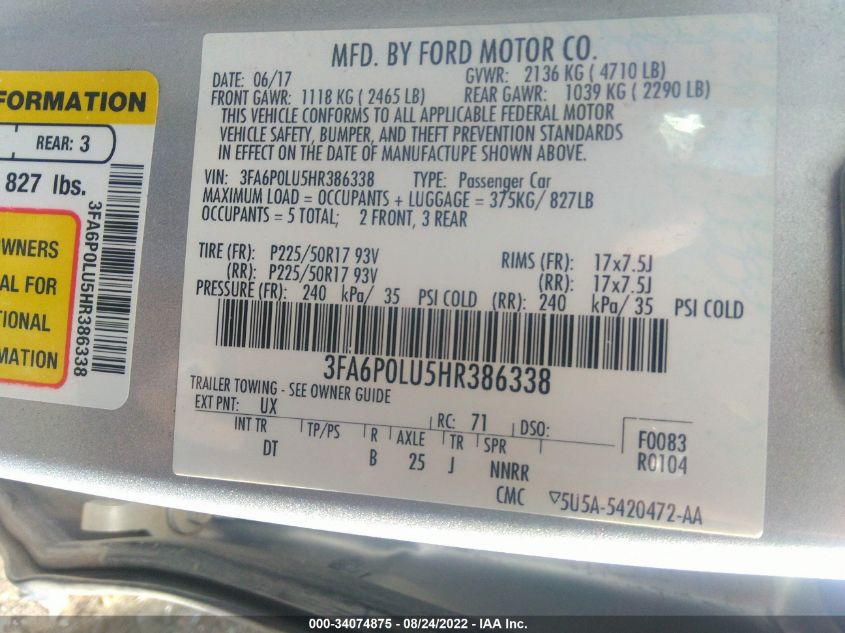 FORMATION
REAR: 3
827 lbs.
3FA6P0LU5HR386338
OWNERS
AL FOR
TIONAL
MATION
MFD. BY FORD MOTOR CO.
DATE: 06/17 GVWR: 2136 KG ( 4710 LB)
FRONT GAWR: 1118 KG ( 2465 LB) REAR GAWR: 1039 KG ( 2290 LB)
THIS VEHICLE CONFORMS TO ALL APPLICABLE FEDERAL MOTOR
VEHICLE SAFETY, BUMPER, AND THEFT PREVENTION STANDARDS
IN EFFECT ON THE DATE OF MANUFACTURE SHOWN ABOVE.
VIN: 3FA6P0LU5HR386338 TYPE: Passenger Car
MAXIMUM LOAD = OCCUPANTS + LUGGAGE = 375KG/ 827LB
OCCUPANTS = 5 TOTAL; 2 FRONT, 3 REAR
TIRE (FR): P225/50R17 93V RIMS (FR): 17x7.5J
(RR): P225/50R17 93V (RR): 17x7.5J
PRESSURE (FR): 240 kPa/ 35 PSI COLD (RR): 240 kPa/ 35 PSI COLD
3FA6P0LU5HR386338
TRAILER TOWING - SEE OWNER GUIDE
EXT PNT: UX RC: 71 DSO:
INT TR TP/PS R AXLE TR SPR F0083
DT B 25 J NNRR R0104
CMC ▽5U5A-5420472-AA
000-34074875 - 08/24/2022 - IAA Inc.